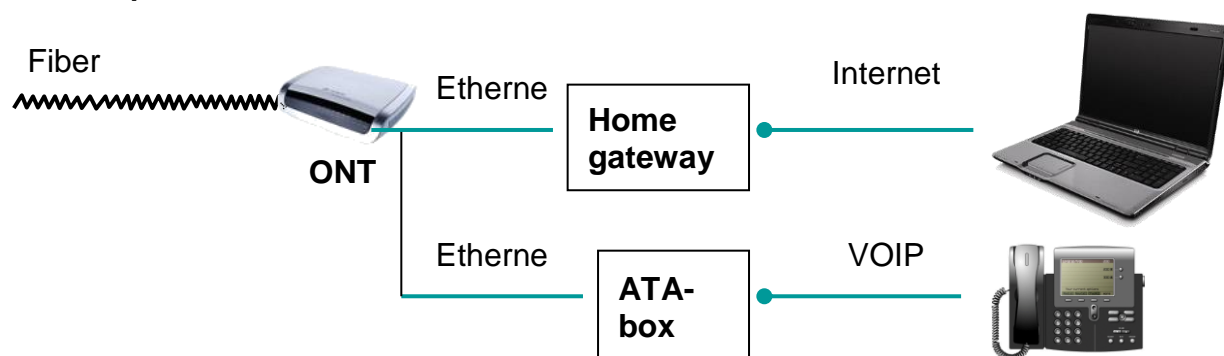 Fiber
Etherne
Internet
Home
gateway
ONT
Etherne
VOIP
ATA-
box